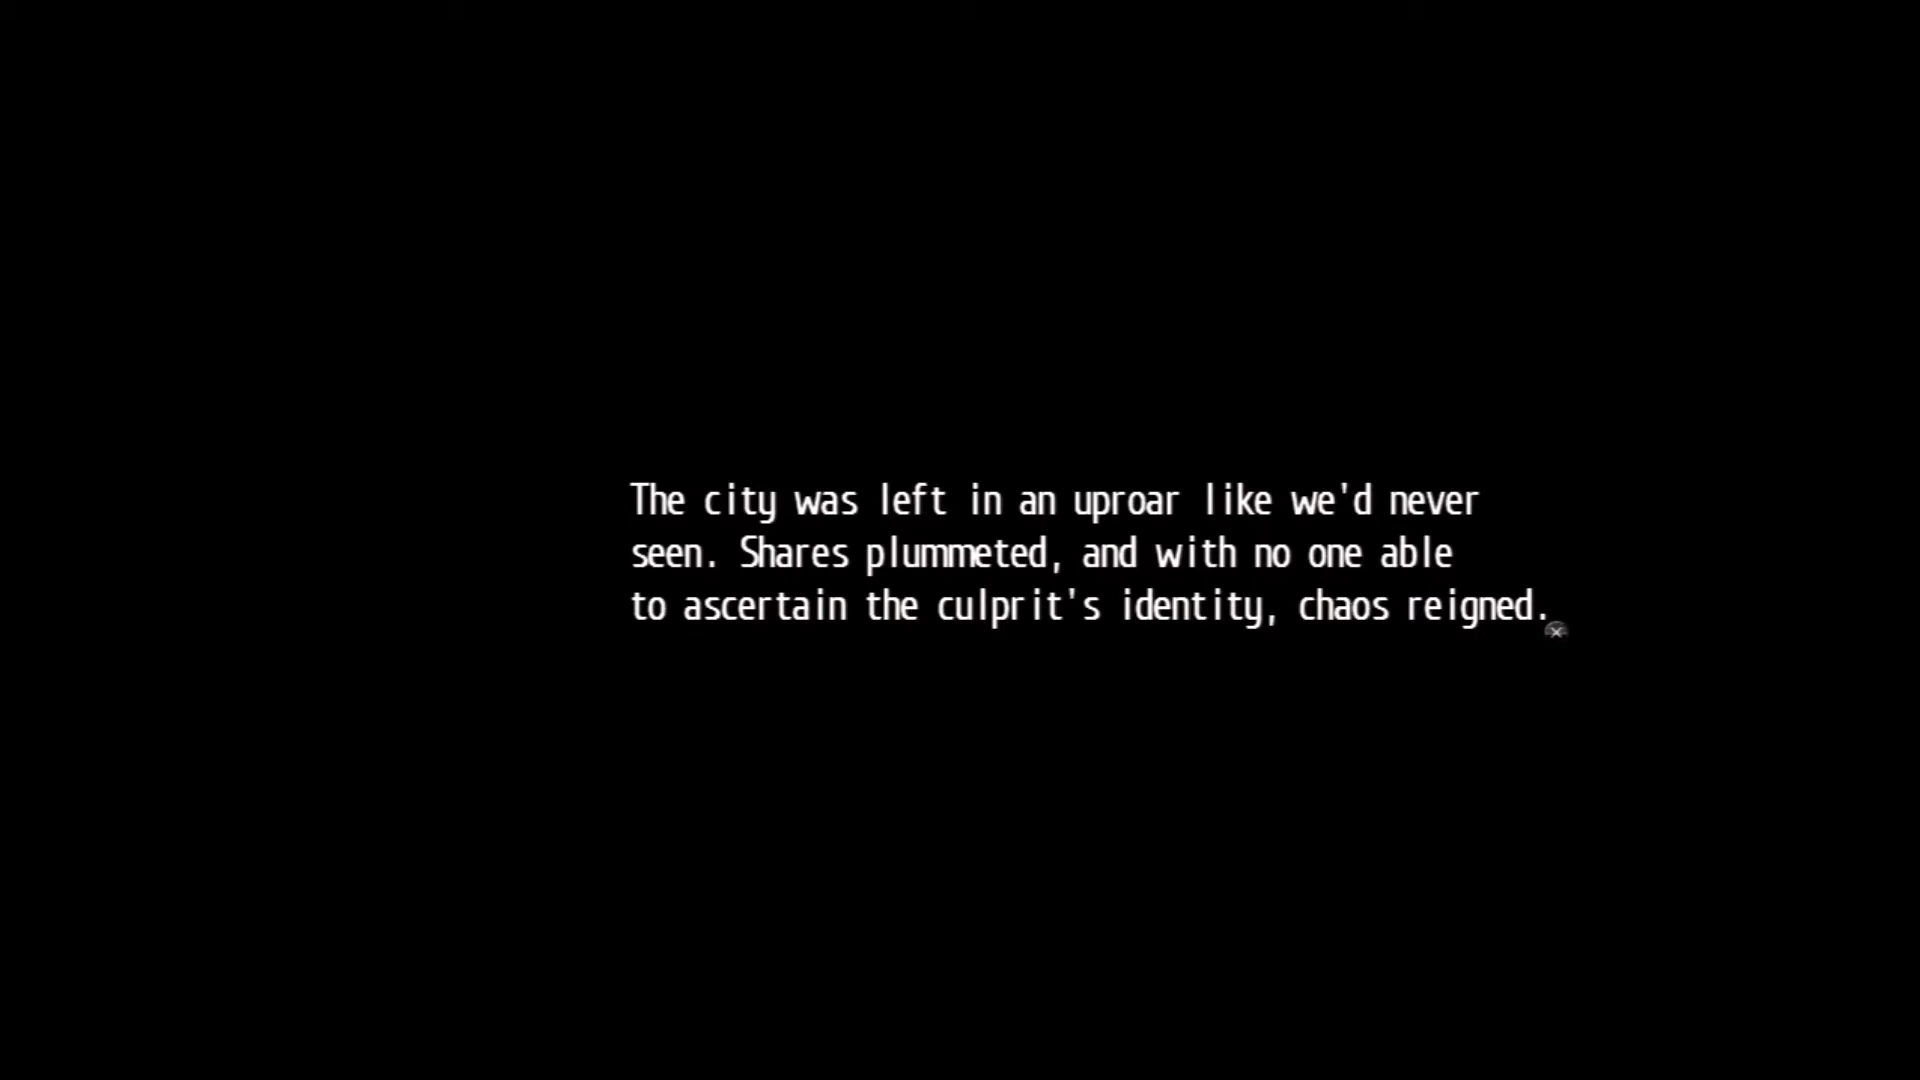 The city was left in an uproar like we'd never
seen. Shares plummeted, and with no one able
to ascertain the culprit's identity, chaos reigned.